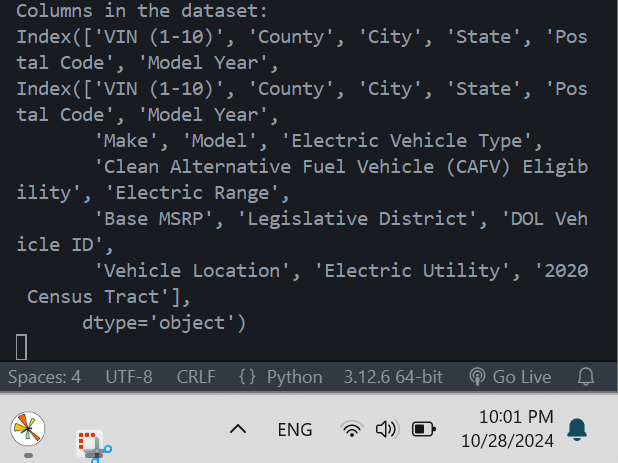 Columns in the dataset:
Index(['VIN (1-10)', 'County', 'City', 'State', 'Pos
tal Code', 'Model Year',
Index(['VIN (1-10)', 'County', 'City', 'State', 'Pos
tal Code', 'Model Year',
'Make', 'Model', 'Electric Vehicle Type',
'Clean Alternative Fuel Vehicle (CAFV) Eligib
ility', 'Electric Range',
'Base MSRP', 'Legislative District', 'DOL Veh
icle ID',
'Vehicle Location', 'Electric Utility', '2020
Census Tract'],
dtype='object')
Spaces: 4 UTF-8 CRLF {} Python 3.12.6 64-bit Go Live
ENG 10:01 PM
10/28/2024